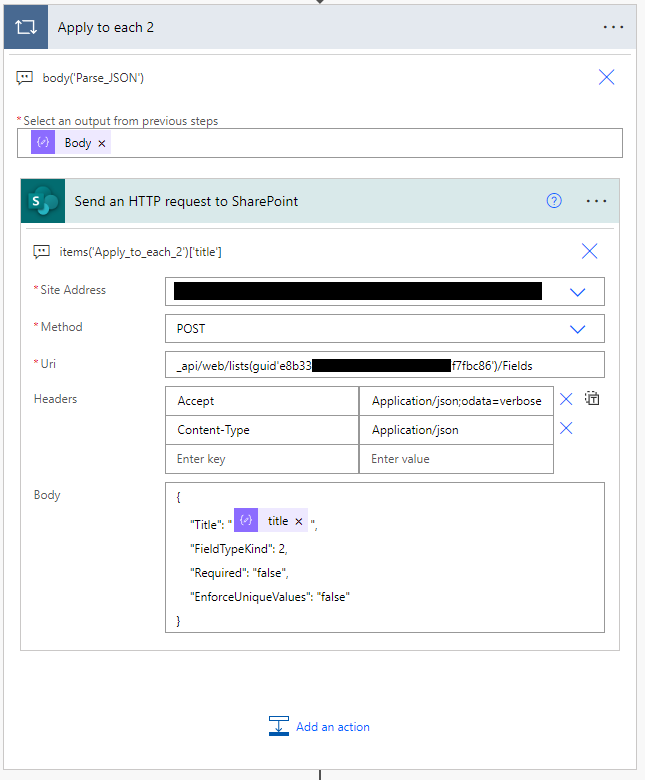 Apply to each 2
body('Parse_JSON')
*Select an output from previous steps
Body
Send an HTTP request to SharePoint
items('Apply_to_each_2')['title']
*Site Address
*Method POST
*Uri _api/web/lists(guid'e8b33 f7fbc86')/Fields
Headers Accept Application/json;odata=verbose
Content-Type Application/json
Enter key Enter value
Body {
"Title": " title ",
"FieldTypeKind": 2,
"Required": "false",
"EnforceUniqueValues": "false"
}
Add an action